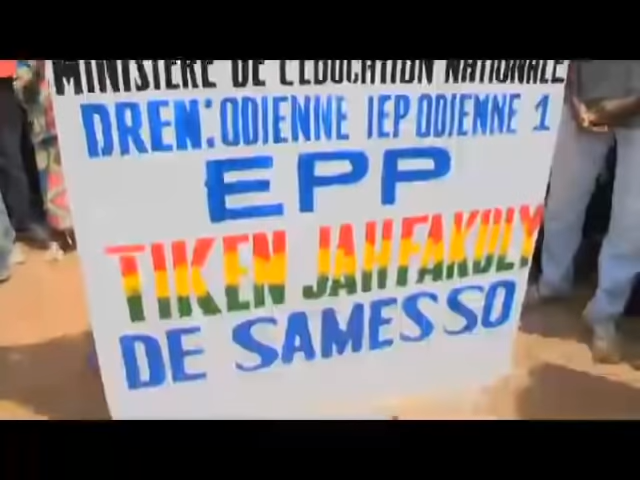 MINISTERE DE L'EDUCATION NATIONALE
DREN: ODIENNE IEP ODIENNE 1
EPP
TIKEN JAHFAKOLY
DE SAMESSO